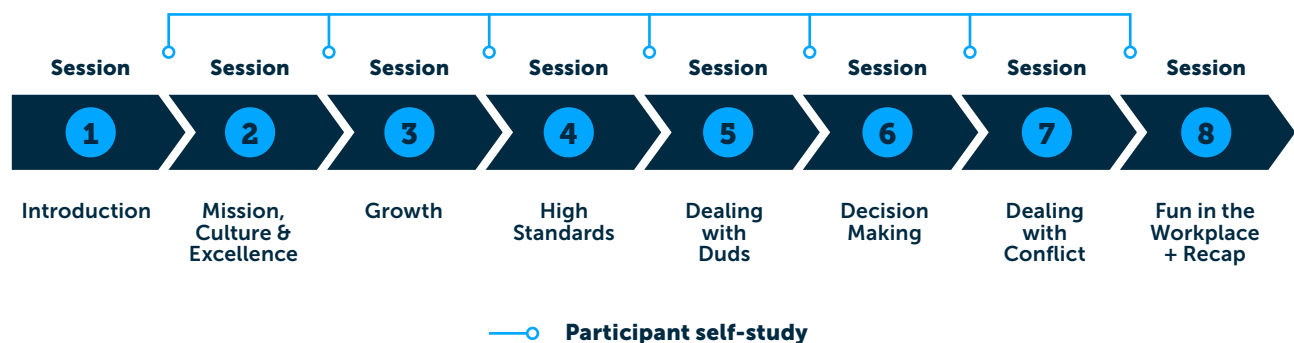 Session Session Session Session Session Session Session Session
1 2 3 4 5 6 7 8
Introduction
Mission,
Culture &
Excellence
Growth
High
Standards
Dealing
with
Duds
Decision
Making
Dealing
with
Conflict
Fun in the
Workplace
+ Recap
Participant self-study